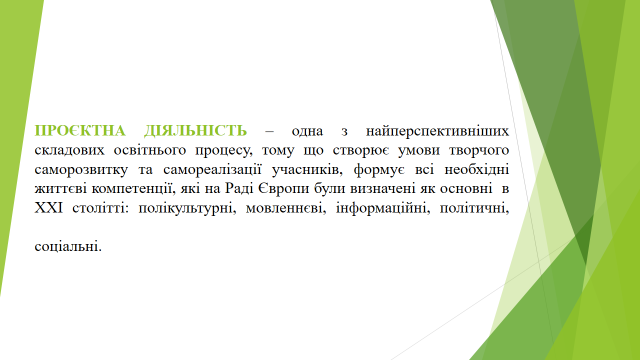 ПРОЄКТНА ДІЯЛЬНІСТЬ – одна з найперспективніших
складових освітнього процесу, тому що створює умови творчого
саморозвитку та самореалізації учасників, формує всі необхідні
життєві компетенції, які на Раді Європи були визначені як основні в
ХХІ столітті: полікультурні, мовленнєві, інформаційні, політичні,
соціальні.